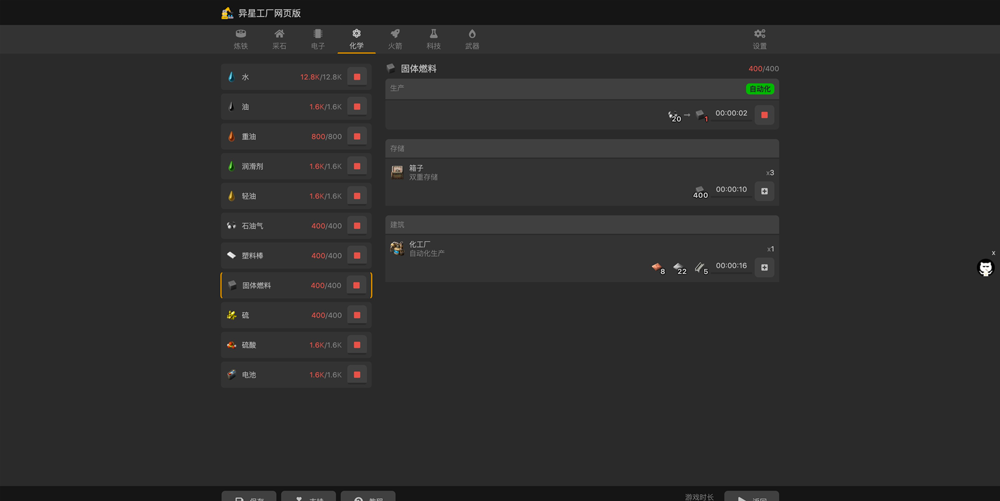 异星工厂网页版
炼铁 采石 电子 化学 火箭 科技 武器 设置
水 12.8K/12.8K
油 1.6K/1.6K
重油 800/800
润滑剂 1.6K/1.6K
轻油 1.6K/1.6K
石油气 400/400
塑料棒 400/400
固体燃料 400/400
硫 400/400
硫酸 1.6K/1.6K
电池 1.6K/1.6K
固体燃料 400/400
生产 自动化
20 1 00:00:02
存储
箱子 x3
双重存储
400 00:00:10
建筑
化工厂 x1
自动化生产
8 22 5 00:00:16
x
游戏时长